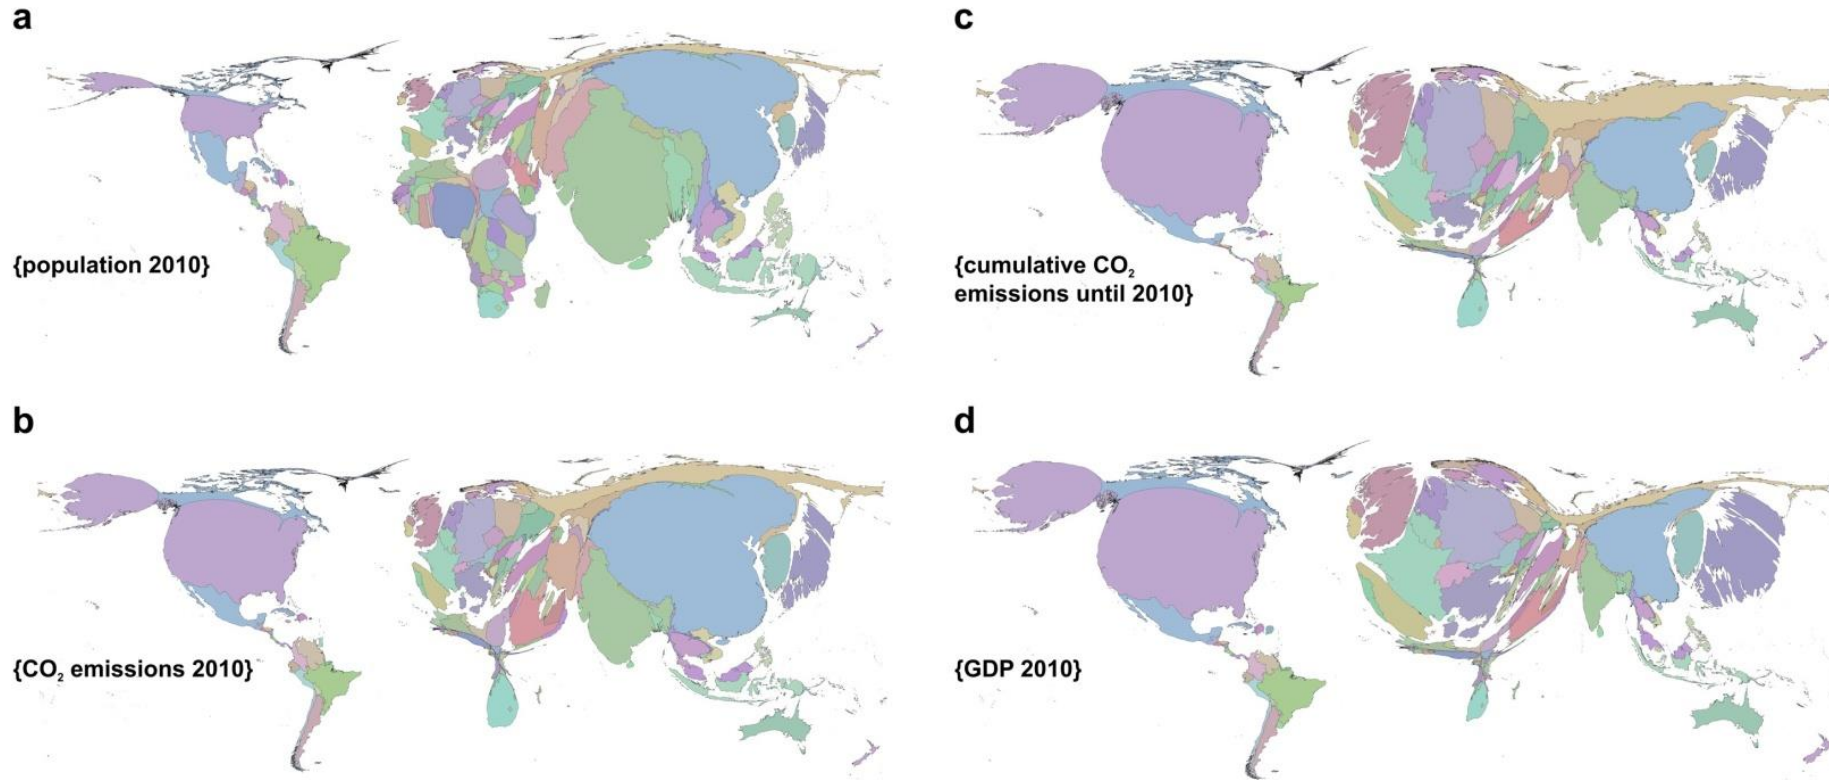 a
{population 2010}
b
{CO₂ emissions 2010}
c
{cumulative CO₂
emissions until 2010}
d
{GDP 2010}